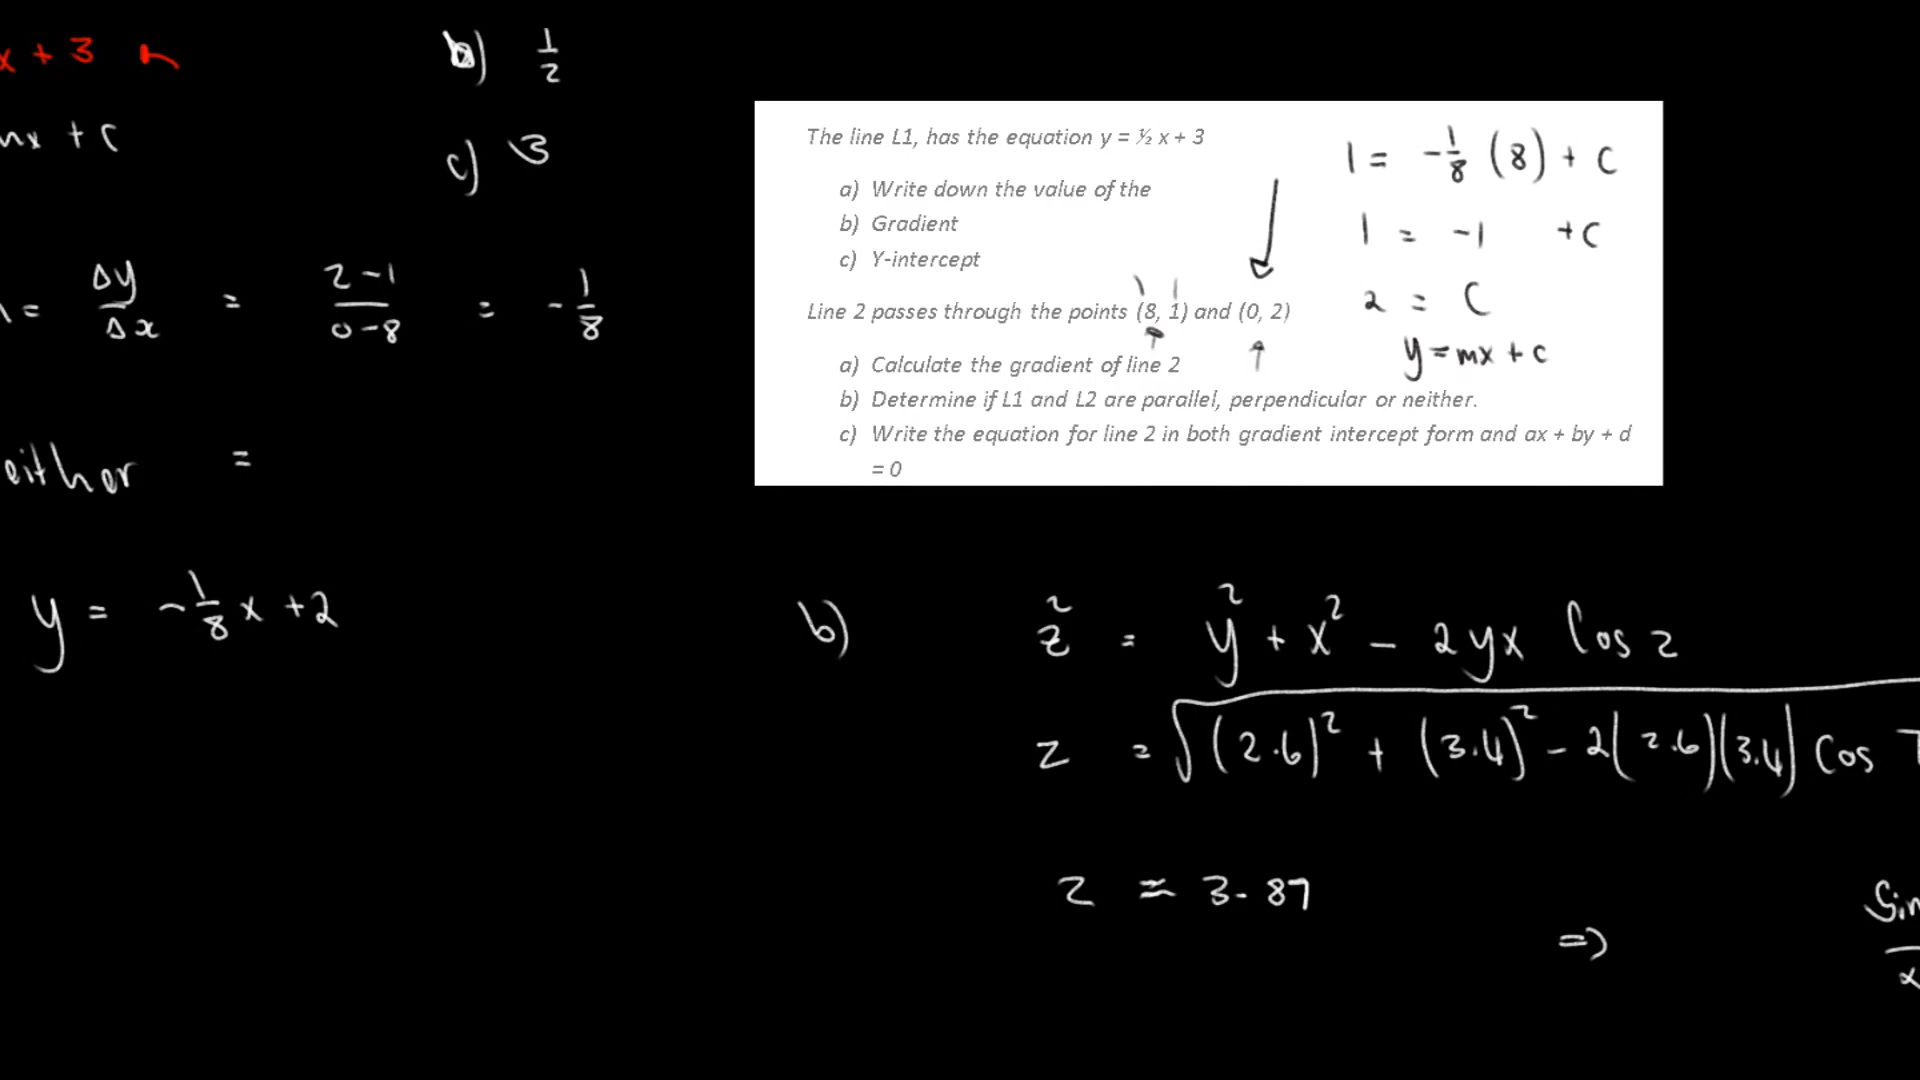 x + 3
mx + c
b) 1/2
c) 3
= Δy/Δx = 2-1/0-8 = -1/8
either =
y = -1/8 x + 2
The line L1, has the equation y = ½ x + 3
a) Write down the value of the
b) Gradient
c) Y-intercept
Line 2 passes through the points (8, 1) and (0, 2)
a) Calculate the gradient of line 2
b) Determine if L1 and L2 are parallel, perpendicular or neither.
c) Write the equation for line 2 in both gradient intercept form and ax + by + d
= 0
1 = -1/8 (8) + c
1 = -1 + c
2 = c
y = mx + c
b) z² = y² + x² - 2yx Cos z
z = √(2.6)² + (3.4)² - 2(2.6)(3.4) Cos
z ≈ 3.87
=> Sin
x